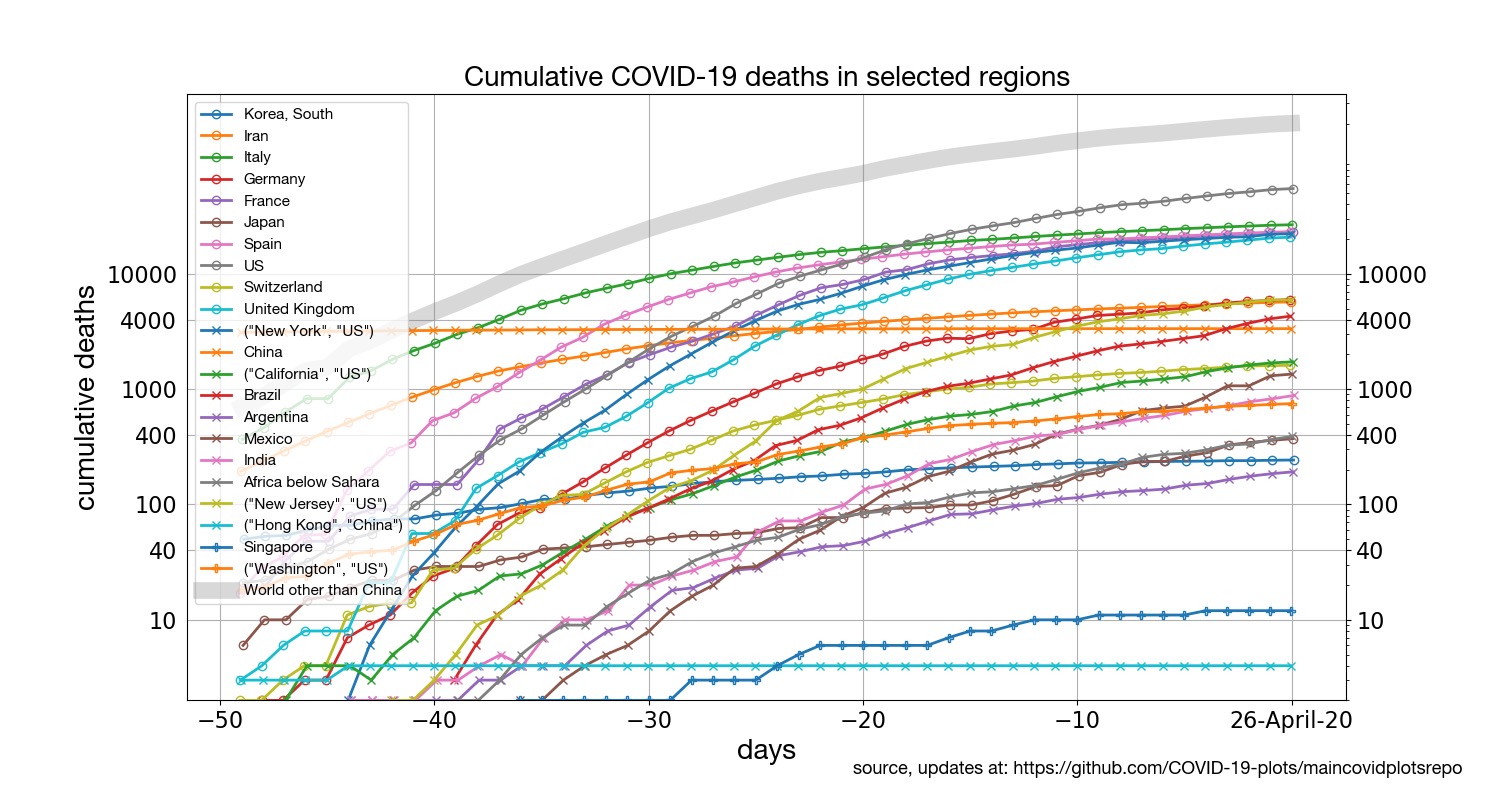 Cumulative COVID-19 deaths in selected regions
Korea, South
Iran
Italy
Germany
France
Japan
Spain
US
Switzerland
United Kingdom
("New York", "US")
China
("California", "US")
Brazil
Argentina
Mexico
India
Africa below Sahara
("New Jersey", "US")
("Hong Kong", "China")
Singapore
("Washington", "US")
World other than China
cumulative deaths
10000
4000
1000
400
100
40
10
10000
4000
1000
400
100
40
10
−50 −40 −30 −20 −10 26-April-20
days
source, updates at: https://github.com/COVID-19-plots/maincovidplotsrepo